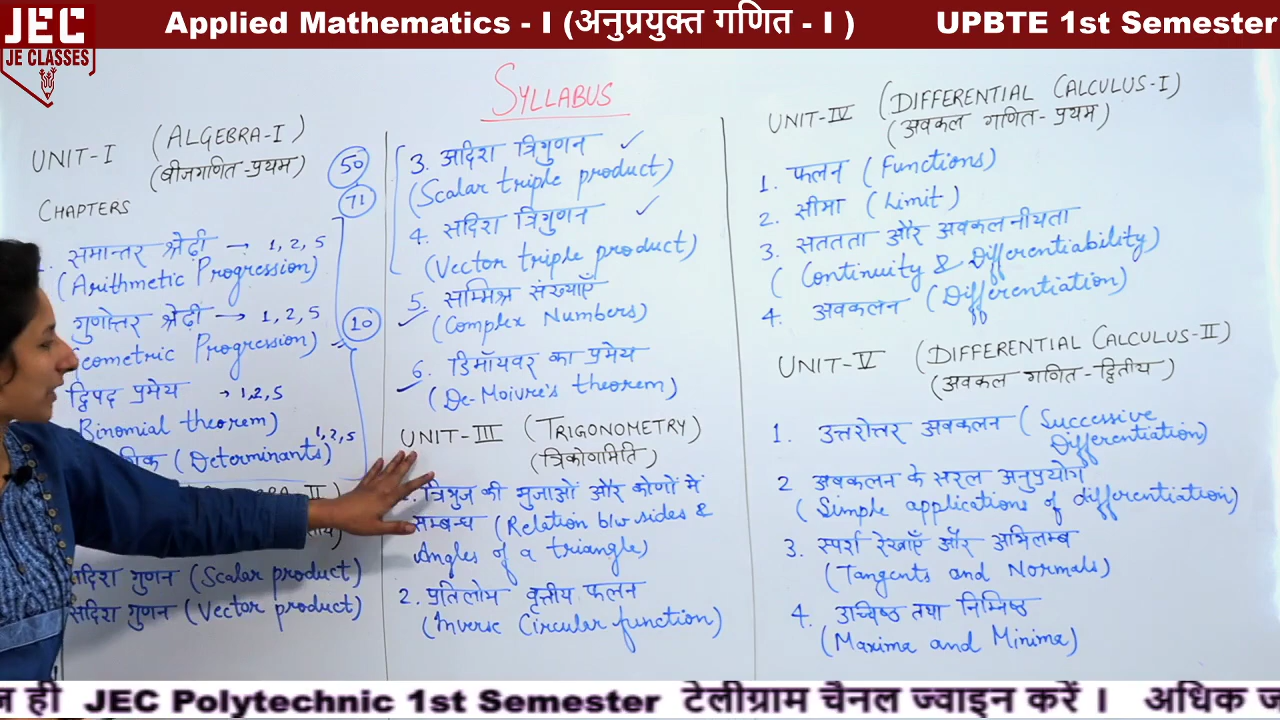 JEC
JE CLASSES
Applied Mathematics - I (अनुप्रयुक्त गणित - I )
UPBTE 1st Semester
SYLLABUS
UNIT-I (ALGEBRA-I)
(बीजगणित-प्रथम)
CHAPTERS
समान्तर श्रेढ़ी → 1, 2, 5
(Arithmetic Progression)
गुणोत्तर श्रेढ़ी → 1, 2, 5
eometric Progression)
द्विपद प्रमेय → 1,2,5
Binomial theorem)
(Determinants) 1,2,5
50
71
10
अदिश गुणन (Scalar product)
सदिश गुणन (Vector product)
3. अदिश त्रिगुणन ✓
(Scalar triple product)
4. सदिश त्रिगुणन ✓
(Vector triple product)
5. सम्मिश्र संख्याएँ
(Complex Numbers)
6. डिमॉयवर का प्रमेय
(De-Moivre's theorem)
UNIT-III (TRIGONOMETRY)
(त्रिकोणमिति)
त्रिभुज की भुजाओं और कोणों में
सम्बन्ध (Relation b/w sides &
Angles of a triangle)
2. प्रतिलोम वृत्तीय फलन
(Inverse Circular function)
UNIT-IV (DIFFERENTIAL CALCULUS-I)
(अवकल गणित-प्रथम)
1. फलन (Functions)
2. सीमा (Limit)
3. सततता और अवकलनीयता
(Continuity & Differentiability)
4. अवकलन (Differentiation)
UNIT-V (DIFFERENTIAL CALCULUS-II)
(अवकल गणित-द्वितीय)
1. उत्तरोत्तर अवकलन (Successive
Differentiation)
2 अवकलन के सरल अनुप्रयोग
(Simple applications of differentiation)
3. स्पर्श रेखाएँ और अभिलम्ब
(Tangents and Normals)
4. उच्चिष्ठ तथा निम्निष्ठ
(Maxima and Minima)
ज ही JEC Polytechnic 1st Semester टेलीग्राम चैनल ज्वाइन करें । अधिक ज